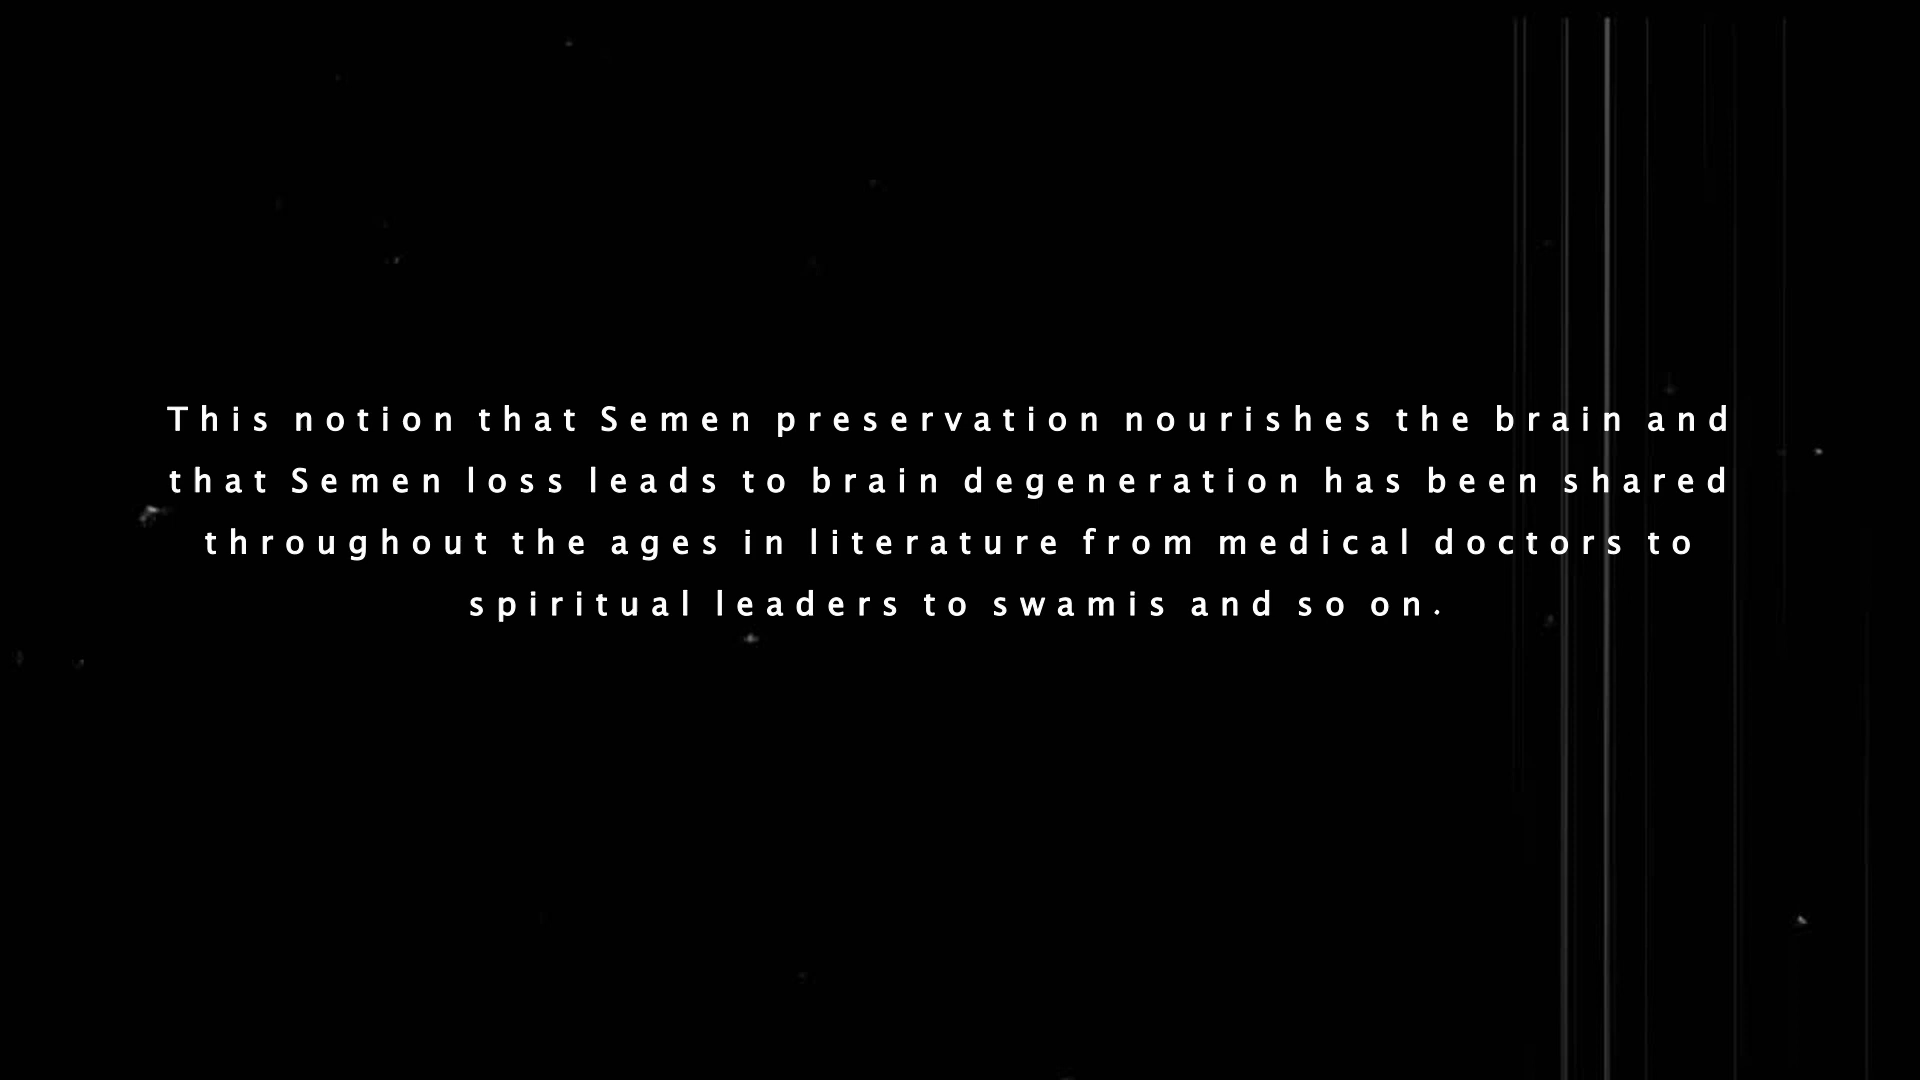 This notion that Semen preservation nourishes the brain and
that Semen loss leads to brain degeneration has been shared
throughout the ages in literature from medical doctors to
spiritual leaders to swamis and so on.